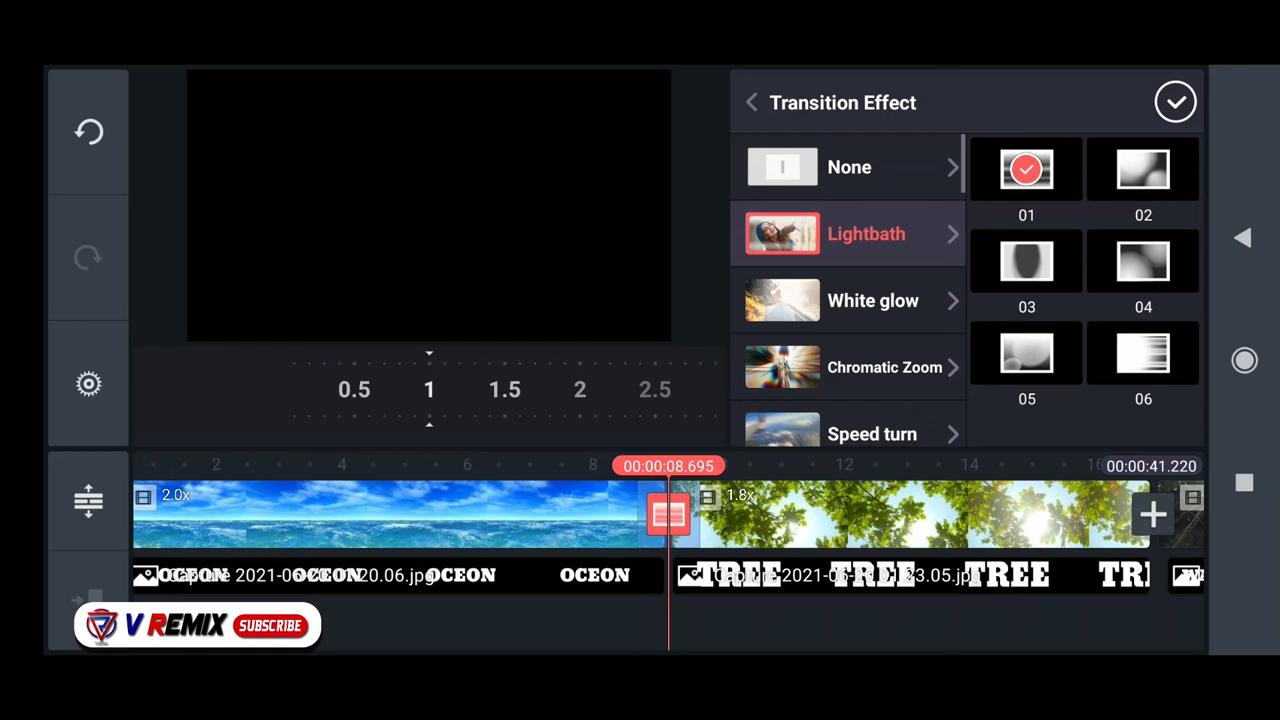 Transition Effect
None
Lightbath
White glow
Chromatic Zoom
Speed turn
01
02
03
04
05
06
0.5 1 1.5 2 2.5
2 4 6 8 00:00:08.695 12 14 16 00:00:41.220
2.0x
1.8x
OCEON OCEON OCEON OCEON
TREE TREE TREE
V REMIX SUBSCRIBE